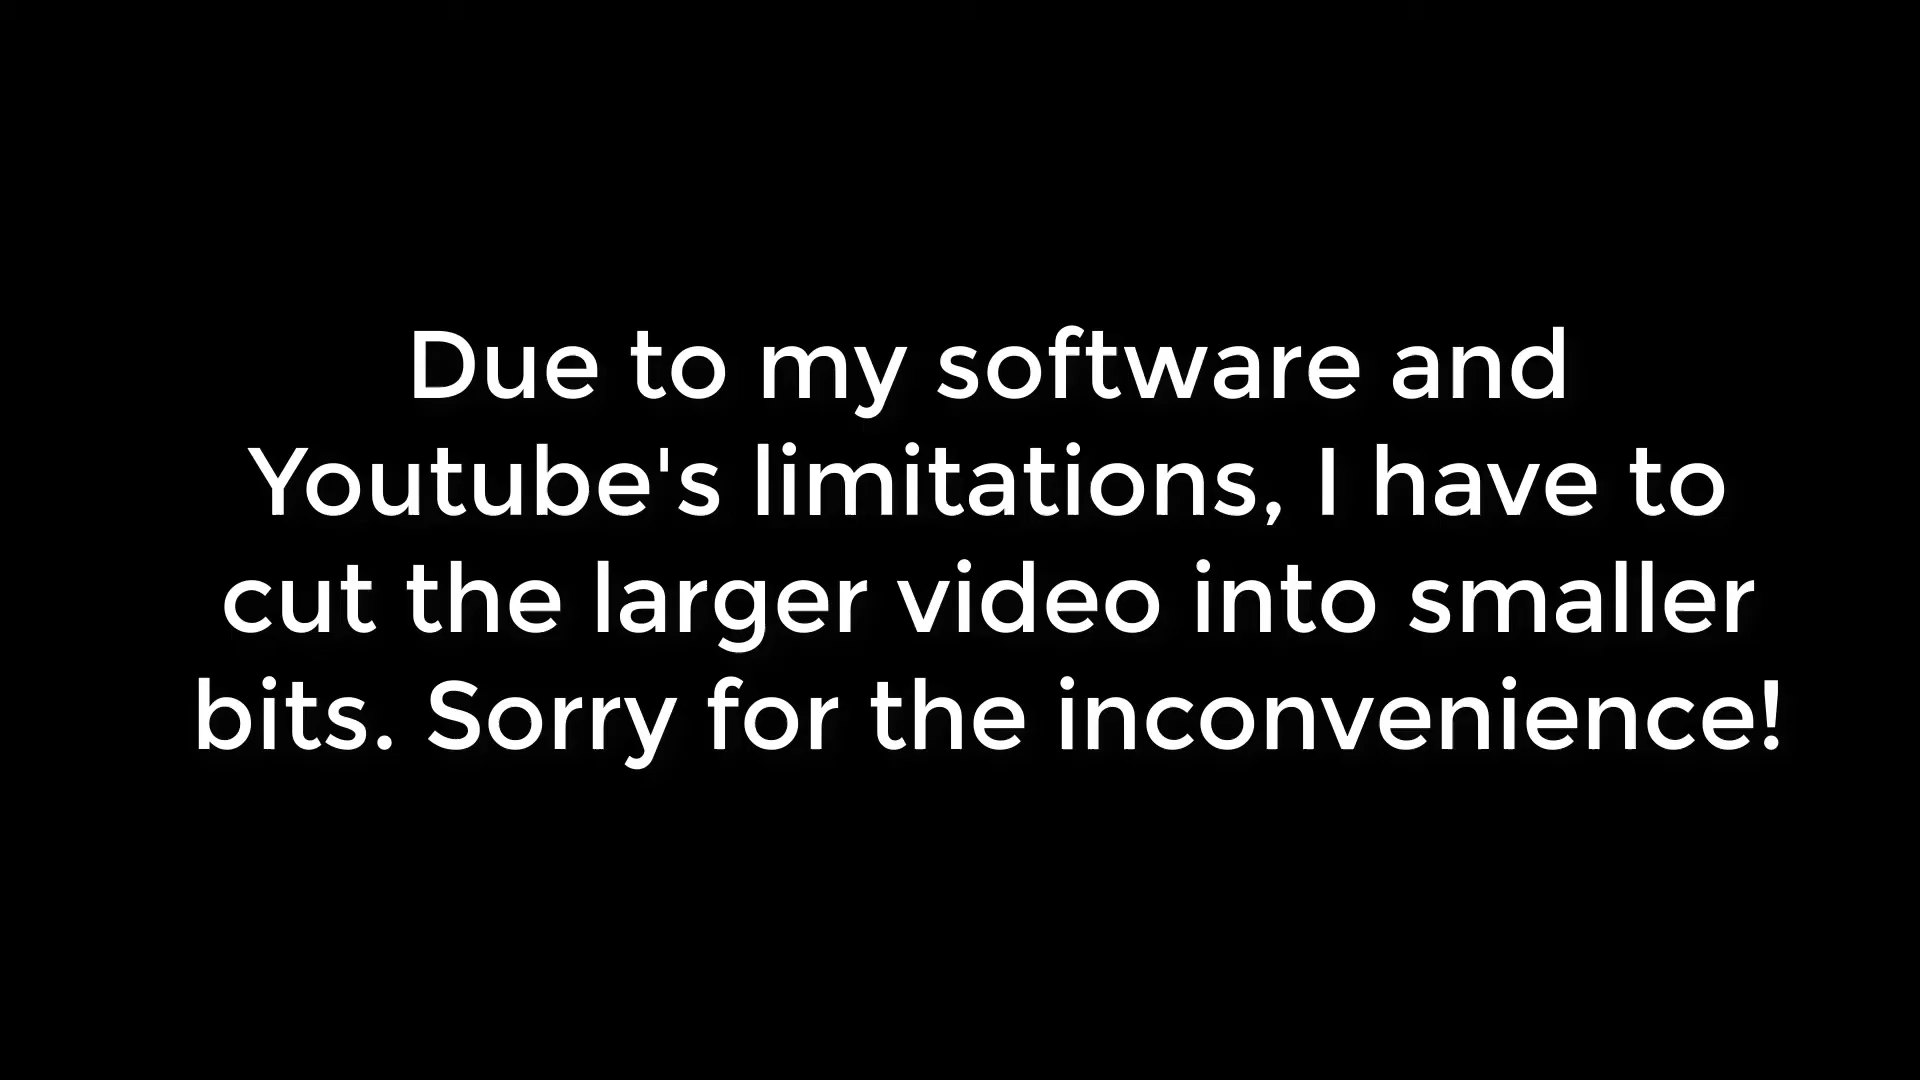 Due to my software and
Youtube's limitations, I have to
cut the larger video into smaller
bits. Sorry for the inconvenience!